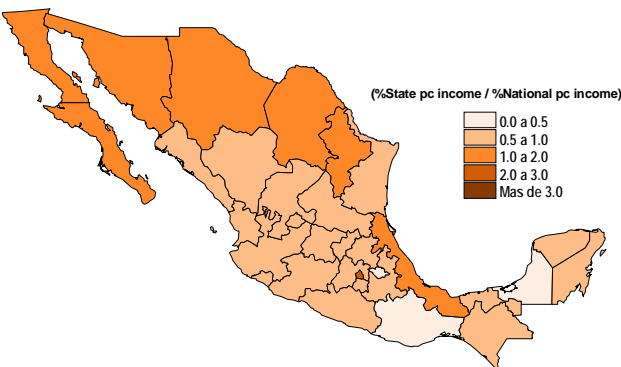 (%State pc income / %National pc income)
0.0 a 0.5
0.5 a 1.0
1.0 a 2.0
2.0 a 3.0
Mas de 3.0